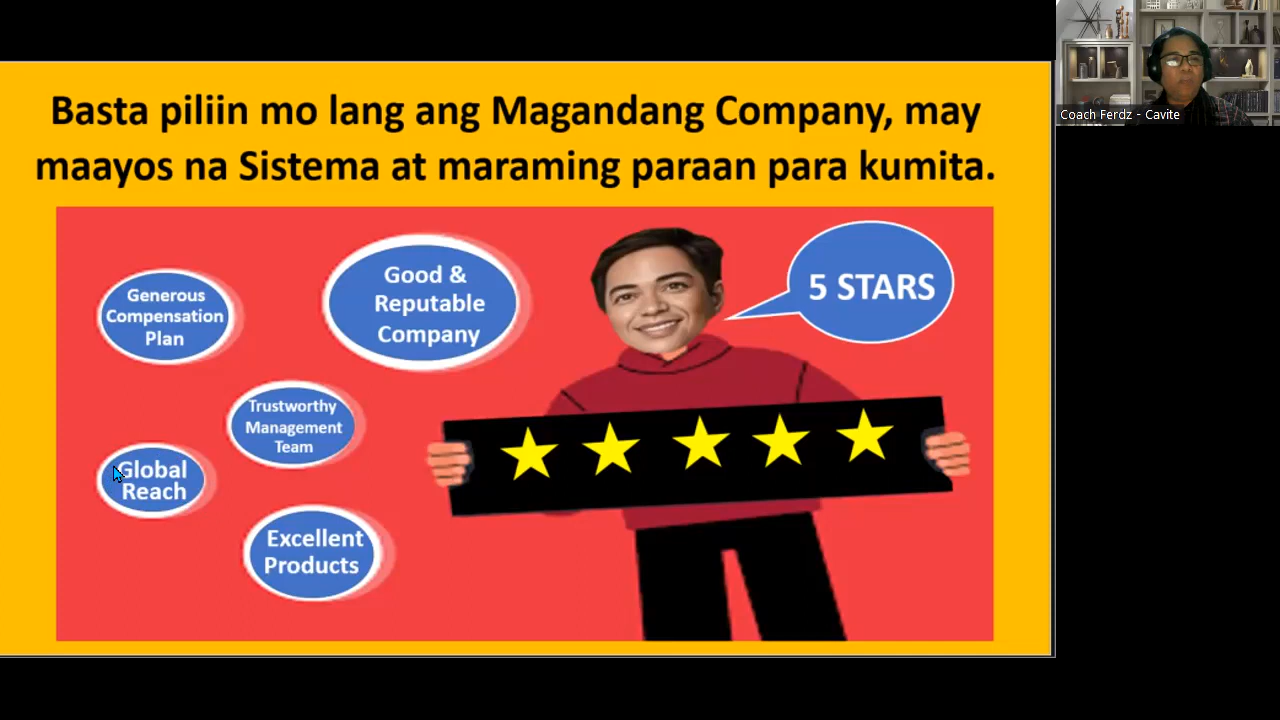 Basta piliin mo lang ang Magandang Company, may
maayos na Sistema at maraming paraan para kumita.
Generous
Compensation
Plan
Good &
Reputable
Company
5 STARS
Trustworthy
Management
Team
Global
Reach
Excellent
Products
Coach Ferdz - Cavite